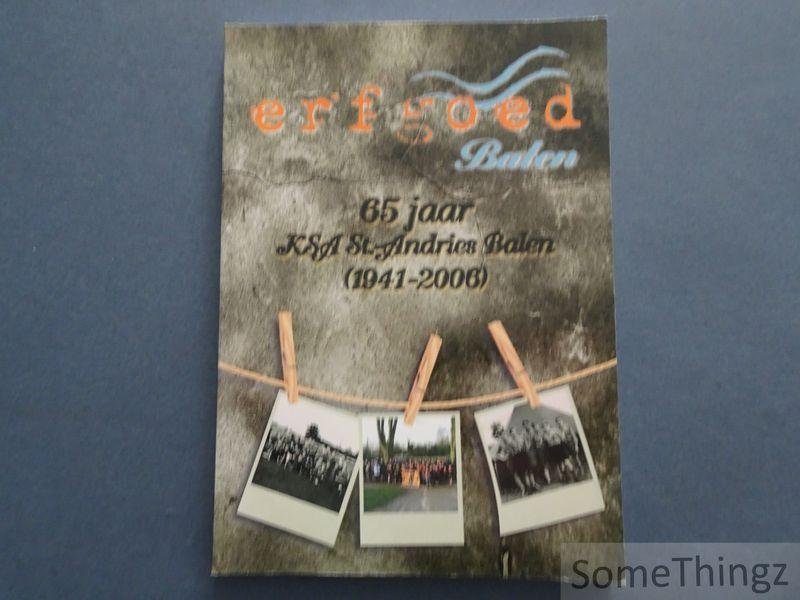 erfgoed
Balen
65 jaar
KSA St.-Andries Balen
(1941-2006)
SomeThingz